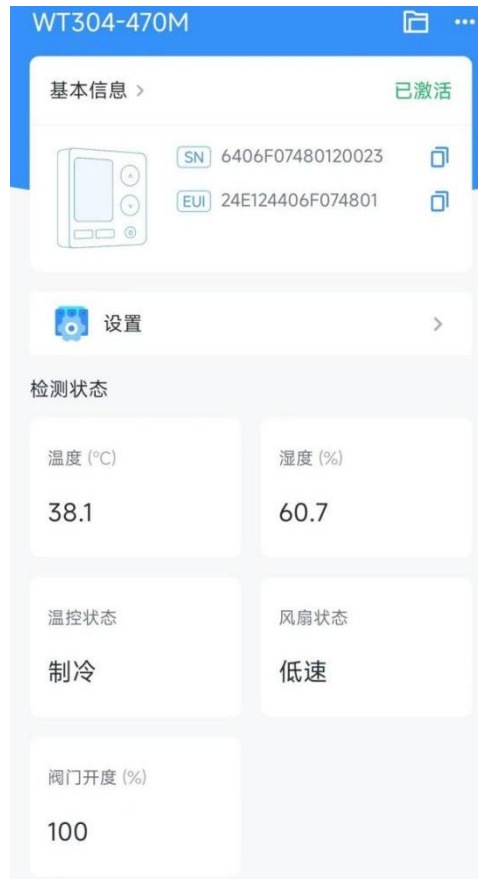 WT304-470M
基本信息
已激活
SN 6406F07480120023
EUI 24E124406F074801
设置
检测状态
温度 (°C)
湿度 (%)
38.1
60.7
温控状态
风扇状态
制冷
低速
阀门开度 (%)
100